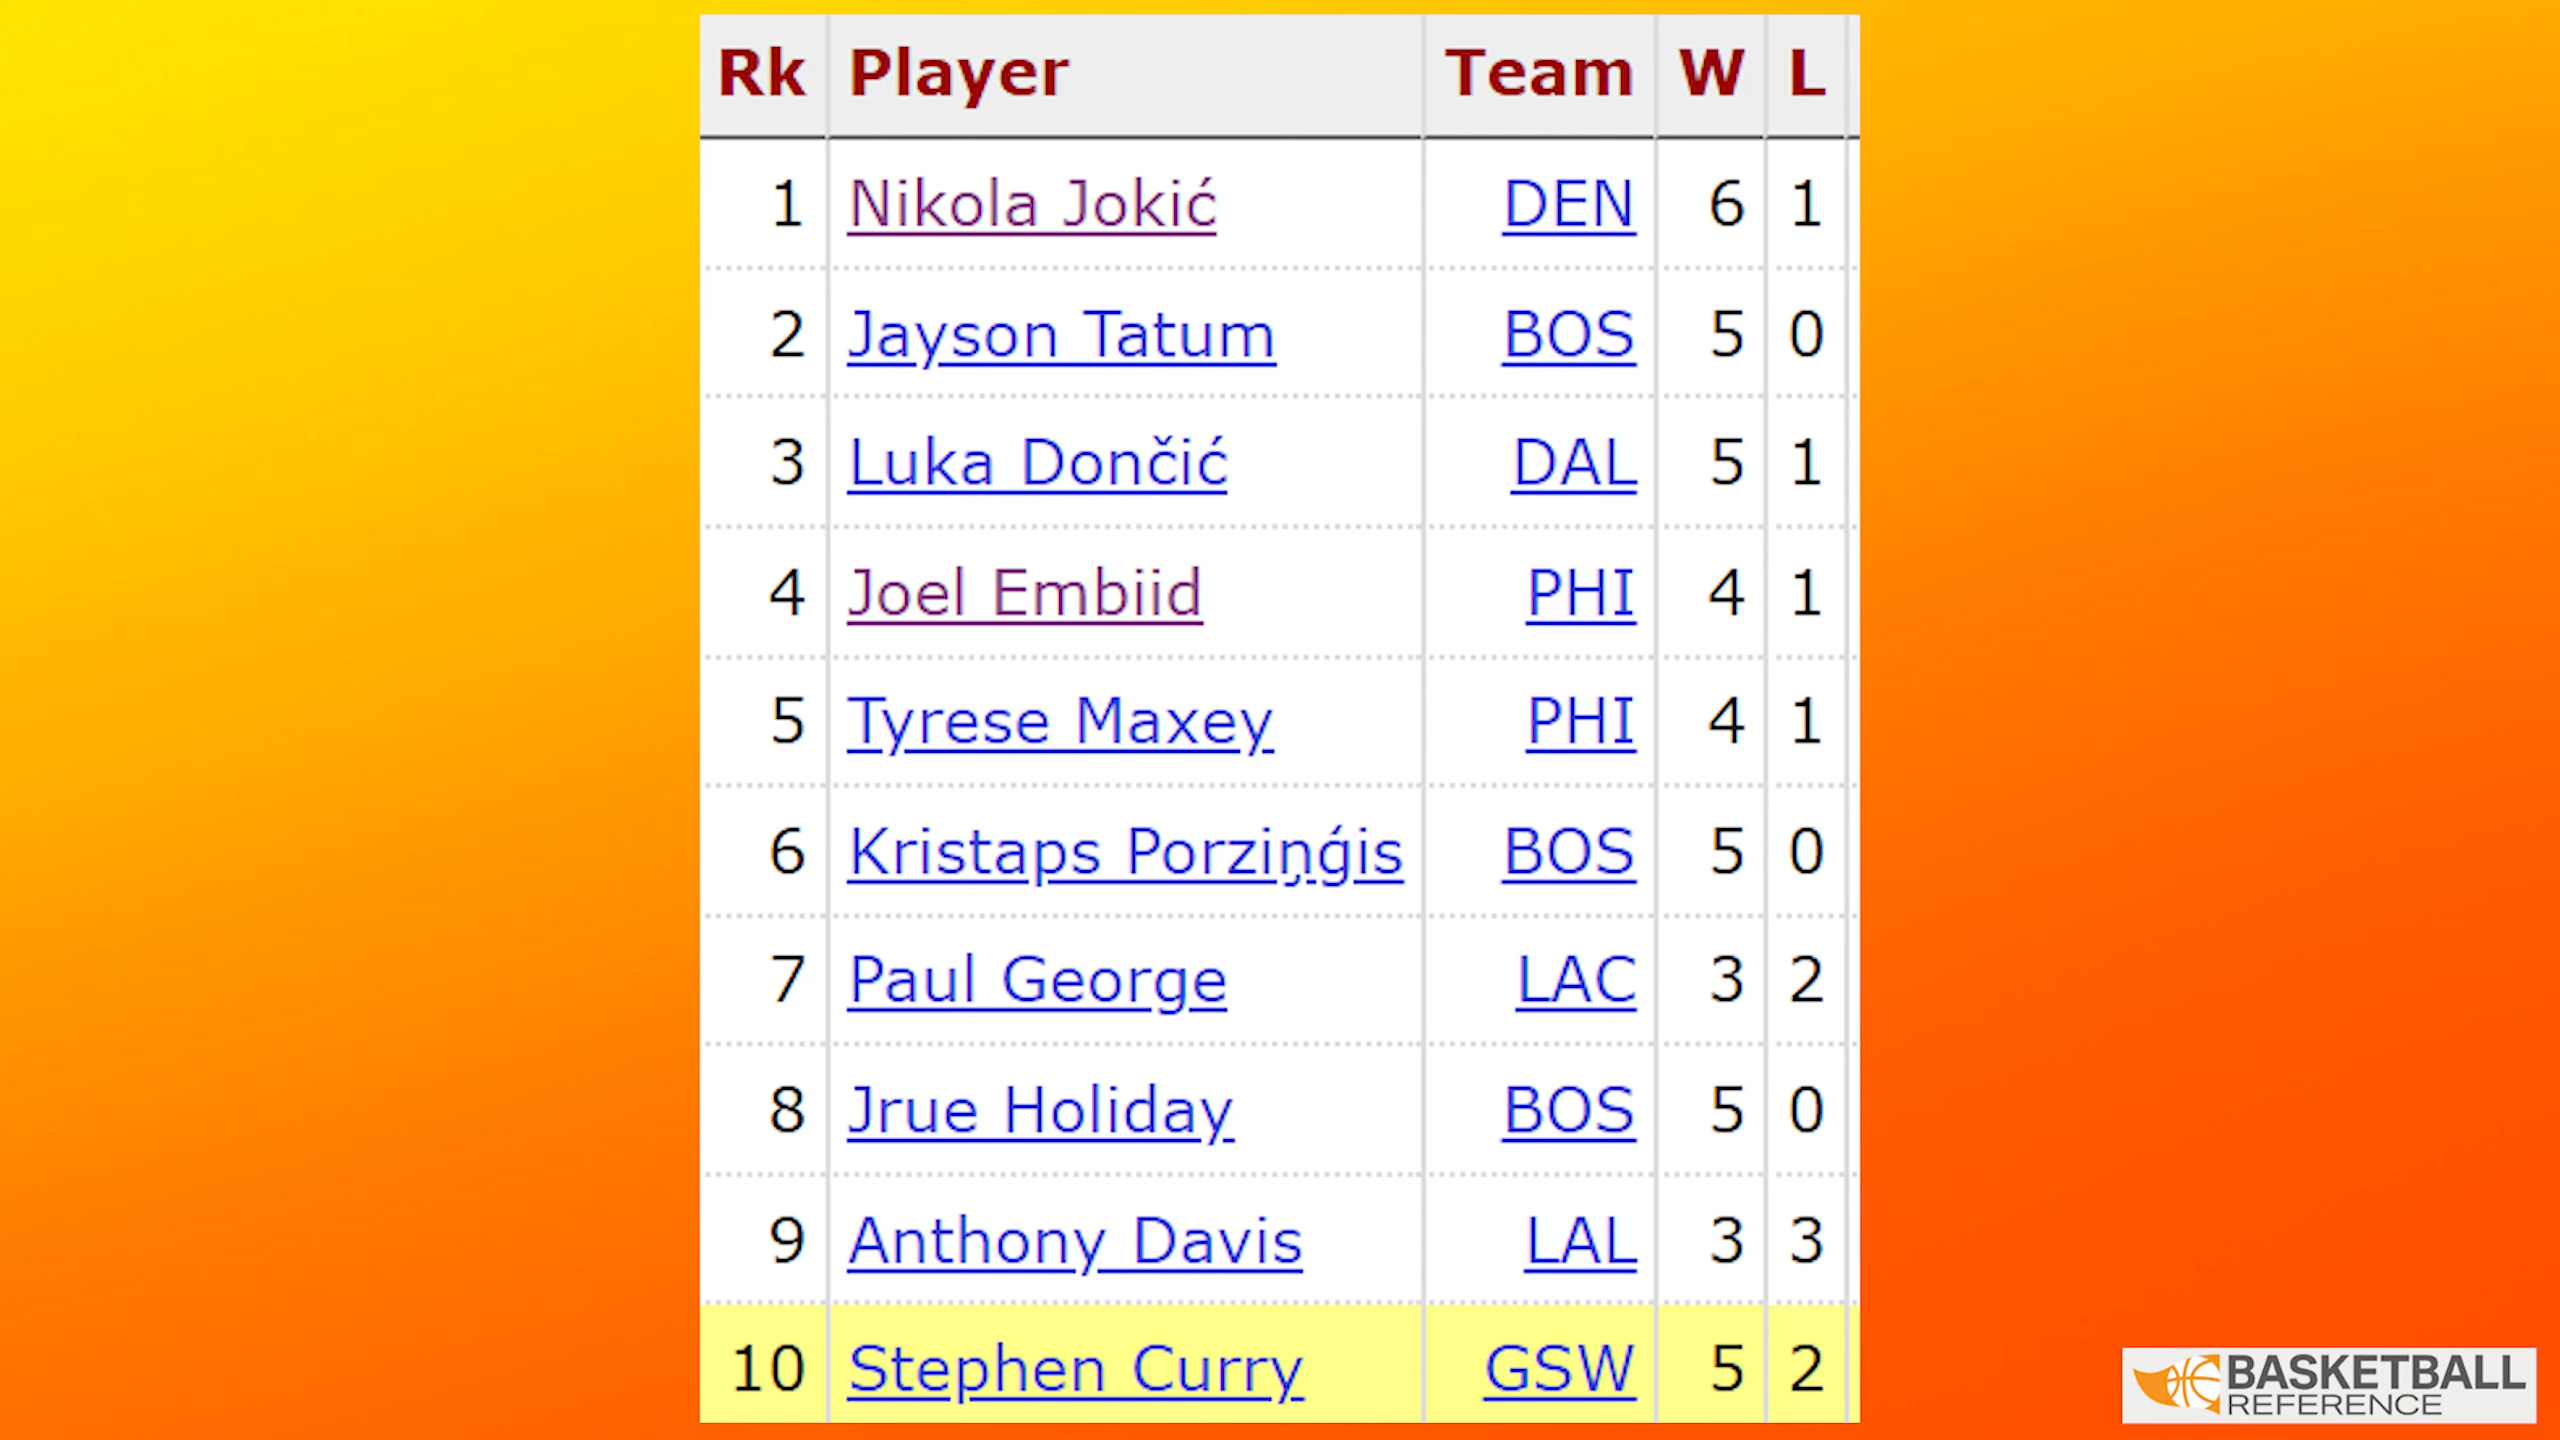 Rk Player Team W L
1 Nikola Jokić DEN 6 1
2 Jayson Tatum BOS 5 0
3 Luka Dončić DAL 5 1
4 Joel Embiid PHI 4 1
5 Tyrese Maxey PHI 4 1
6 Kristaps Porziņģis BOS 5 0
7 Paul George LAC 3 2
8 Jrue Holiday BOS 5 0
9 Anthony Davis LAL 3 3
10 Stephen Curry GSW 5 2
BASKETBALL
REFERENCE